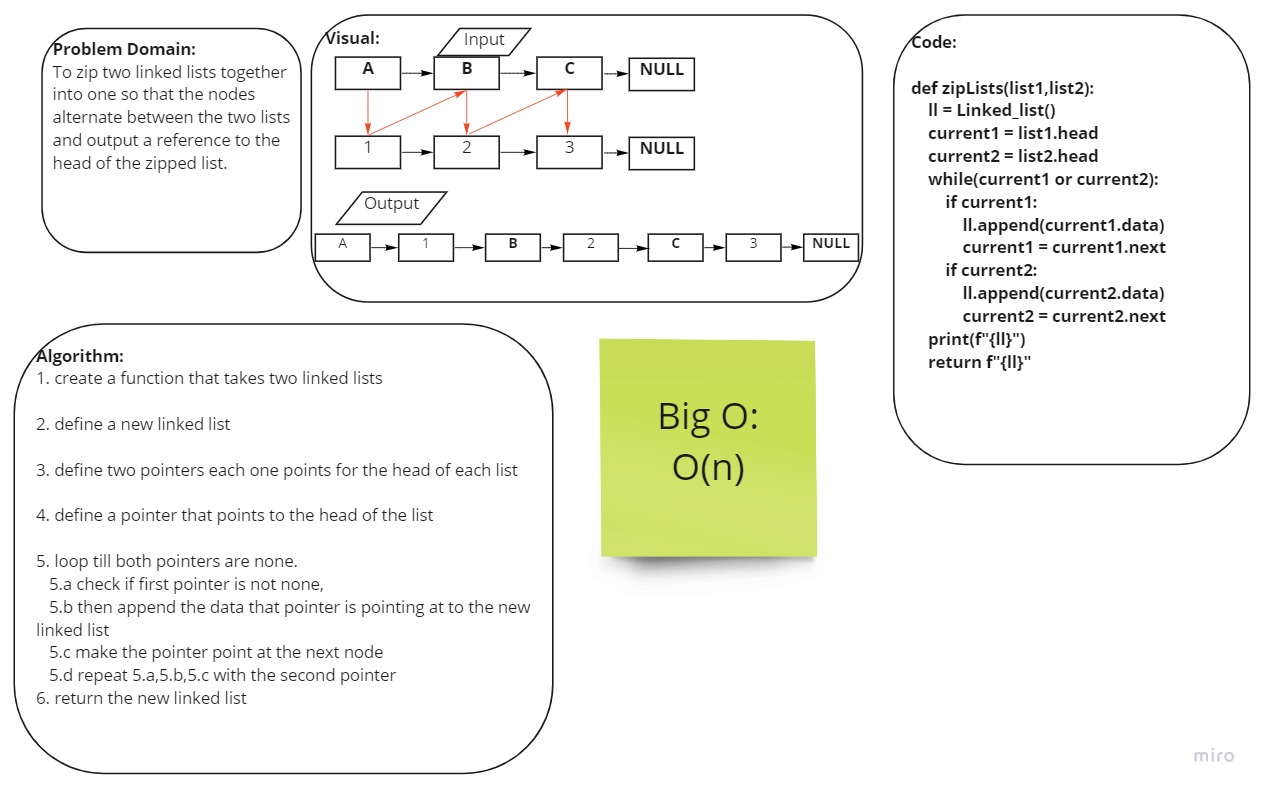 Problem Domain:
To zip two linked lists together
into one so that the nodes
alternate between the two lists
and output a reference to the
head of the zipped list.
Visual:
Input
A
B
C
NULL
1
2
3
NULL
Output
A
1
B
2
C
3
NULL
Code:
def zipLists(list1,list2):
ll = Linked_list()
current1 = list1.head
current2 = list2.head
while(current1 or current2):
if current1:
ll.append(current1.data)
current1 = current1.next
if current2:
ll.append(current2.data)
current2 = current2.next
print(f"{ll}")
return f"{ll}"
Algorithm:
1. create a function that takes two linked lists
2. define a new linked list
3. define two pointers each one points for the head of each list
4. define a pointer that points to the head of the list
5. loop till both pointers are none.
5.a check if first pointer is not none,
5.b then append the data that pointer is pointing at to the new
linked list
5.c make the pointer point at the next node
5.d repeat 5.a,5.b,5.c with the second pointer
6. return the new linked list
Big O:
O(n)
miro